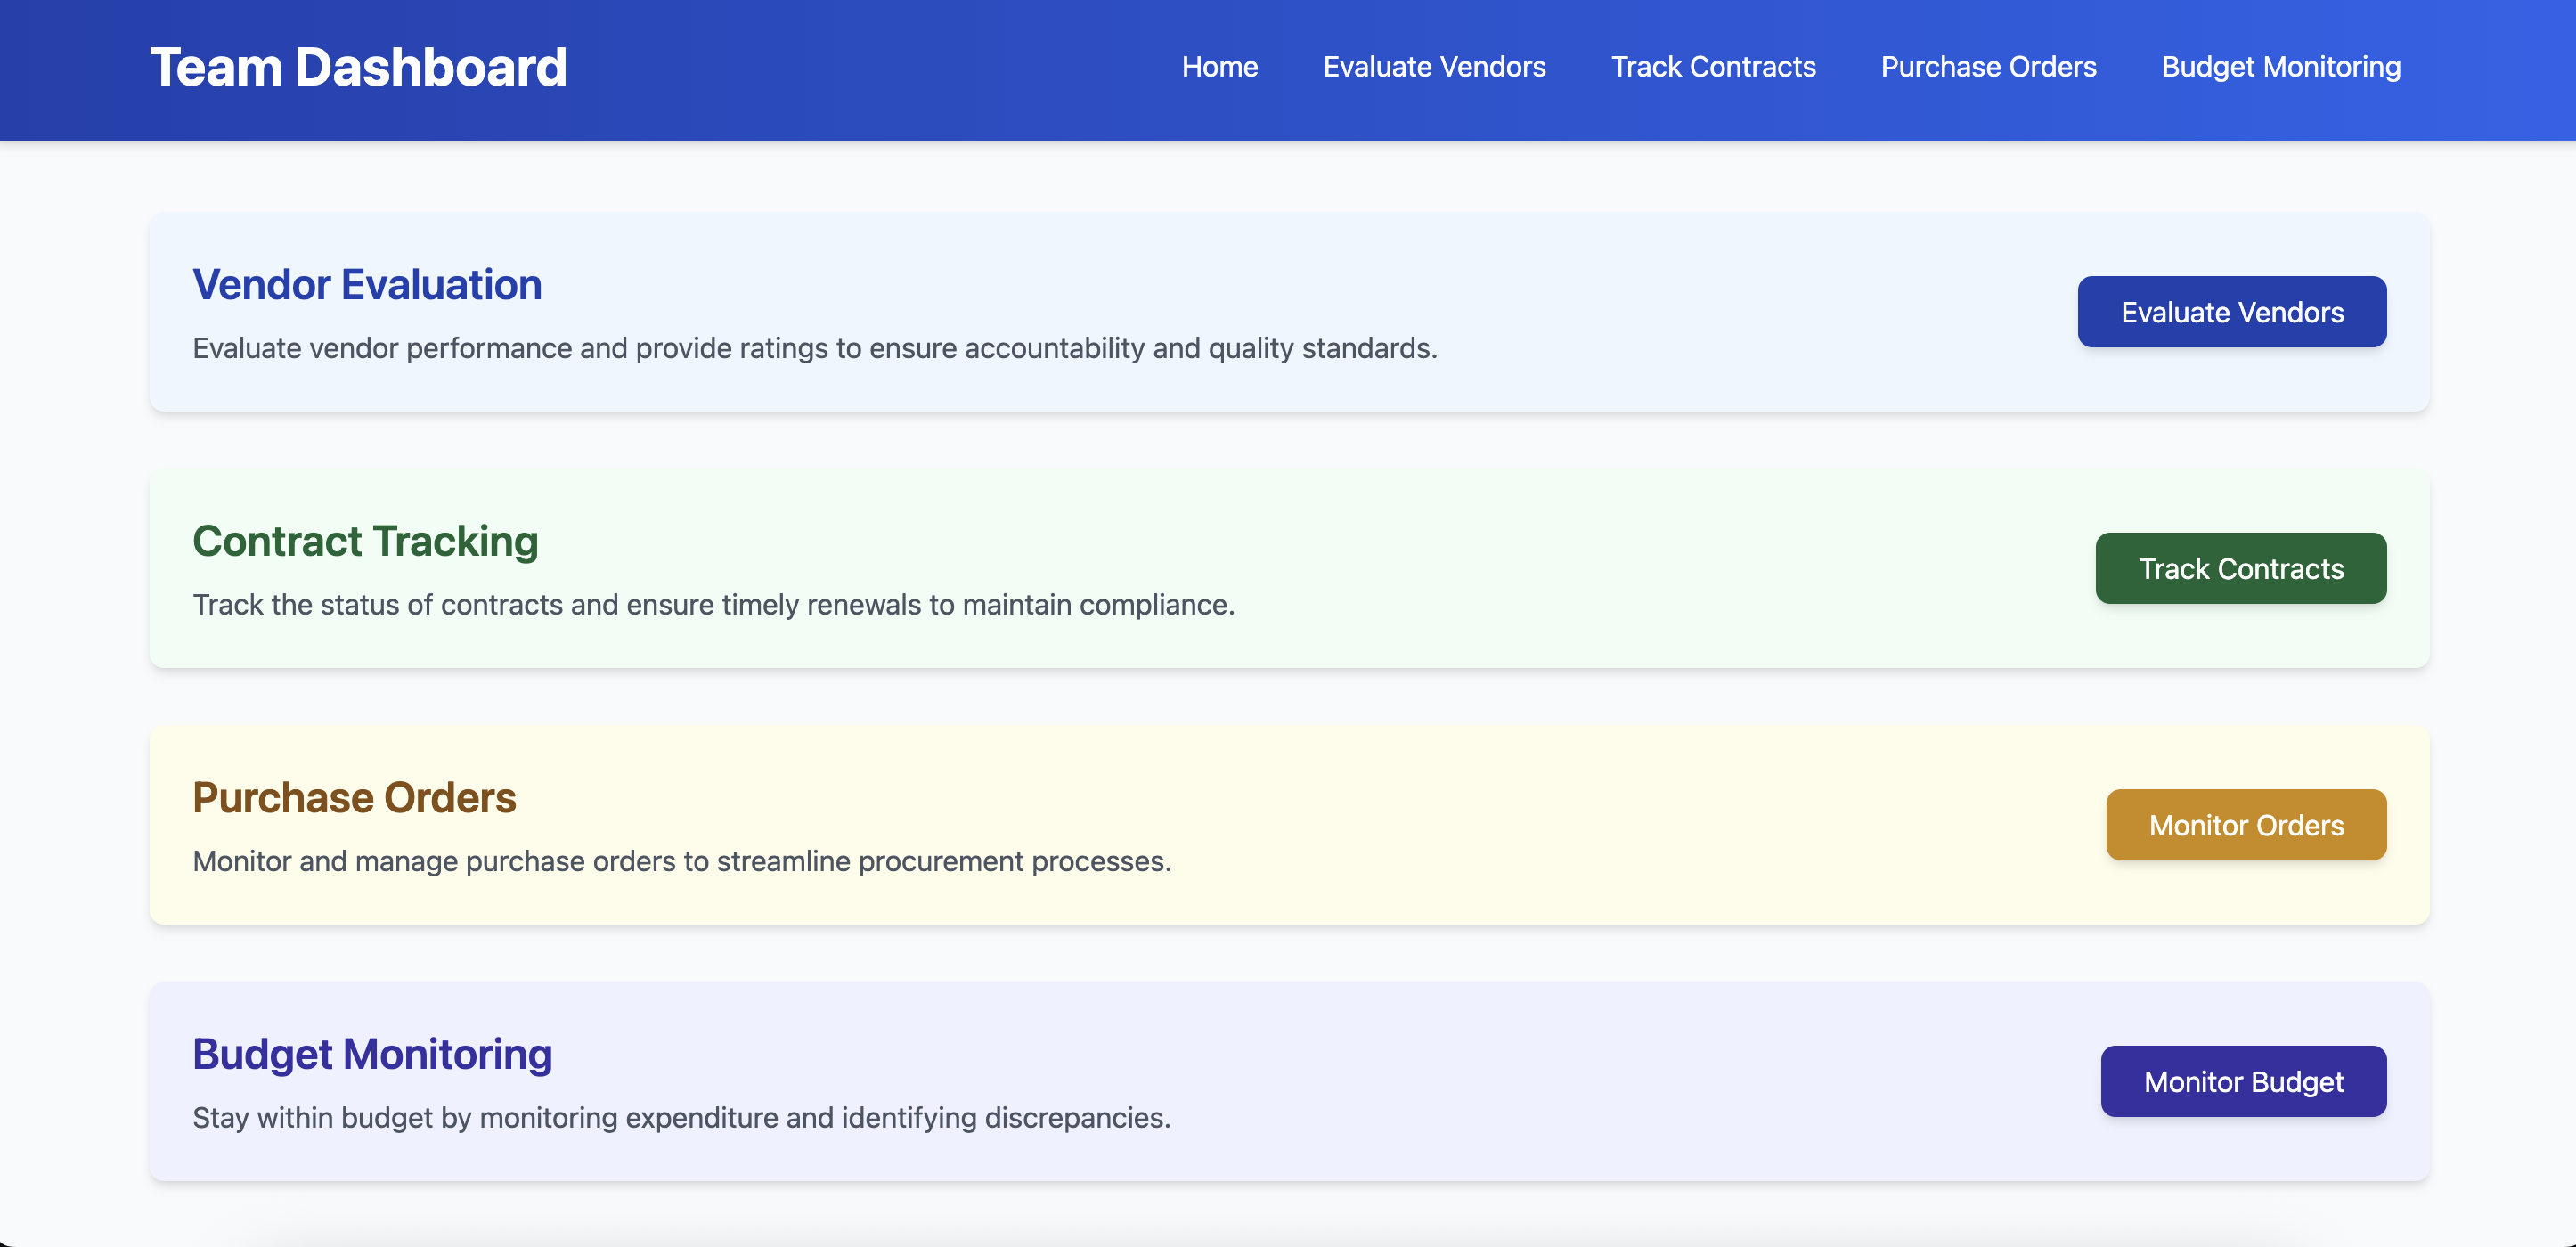 Team Dashboard
Home Evaluate Vendors Track Contracts Purchase Orders Budget Monitoring
Vendor Evaluation
Evaluate vendor performance and provide ratings to ensure accountability and quality standards.
Evaluate Vendors
Contract Tracking
Track the status of contracts and ensure timely renewals to maintain compliance.
Track Contracts
Purchase Orders
Monitor and manage purchase orders to streamline procurement processes.
Monitor Orders
Budget Monitoring
Stay within budget by monitoring expenditure and identifying discrepancies.
Monitor Budget